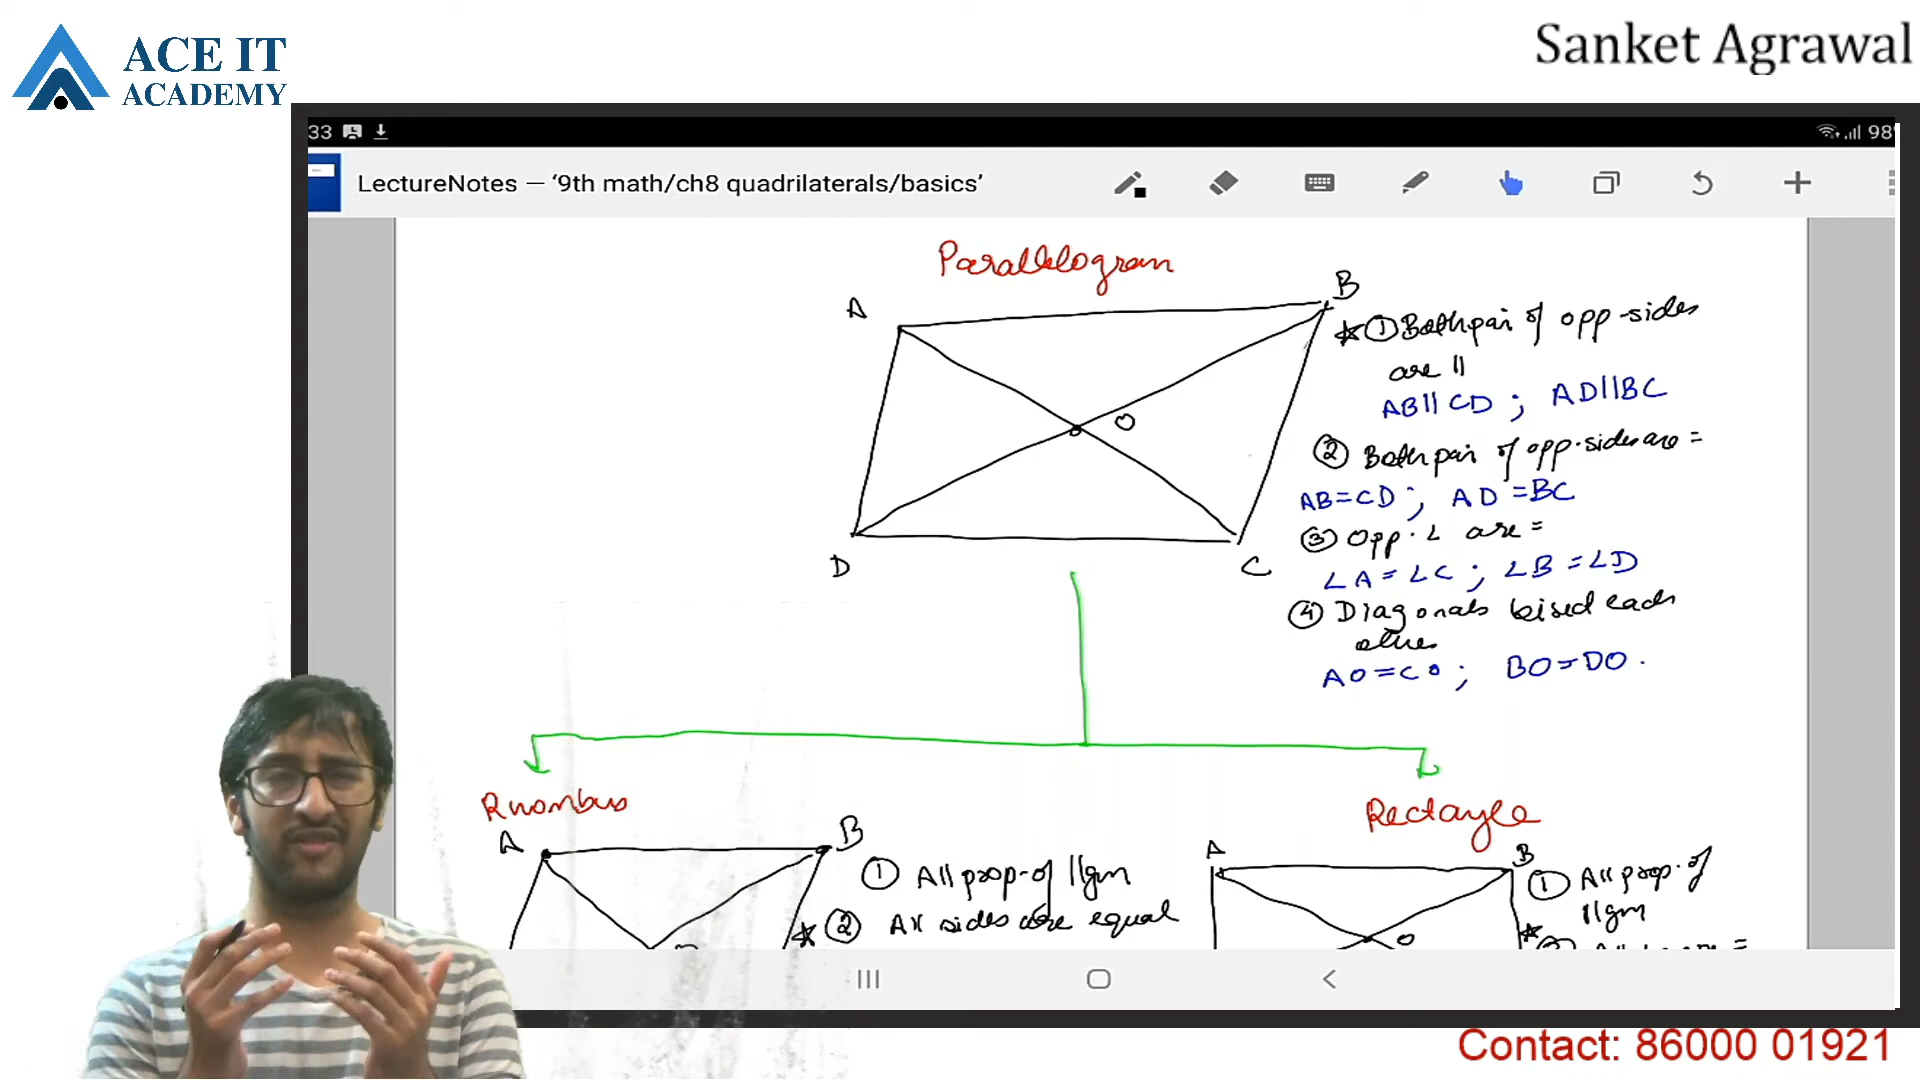 ACE IT
ACADEMY
Sanket Agrawal
33
98
LectureNotes — ‘9th math/ch8 quadrilaterals/basics’
Parallelogram
A
B
① Both pair of opp-sides
are ||
AB || CD ; AD || BC
O
② Both pair of opp.sides are =
AB = CD ; AD = BC
③ Opp. ∠ are =
D
C
∠A = ∠C ; ∠B = ∠D
④ Diagonals bisect each
other
AO = CO ; BO = DO .
Rhombus
A
B
① All prop-of ||gm
② All sides are equal
Rectangle
A
B
① All prop. of
||gm
O
Contact: 86000 01921